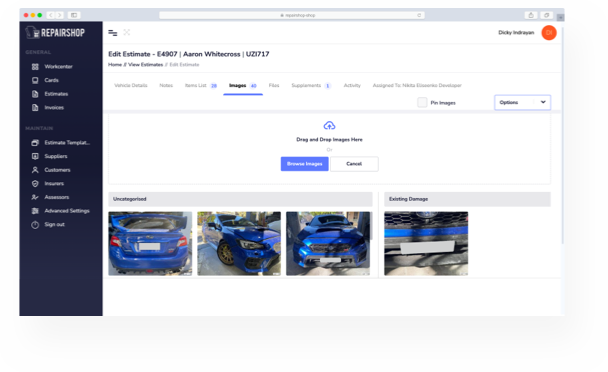 repairshop-shop
REPAIRSHOP
Dicky Indrayan
DI
GENERAL
Workcenter
Cards
Estimates
Invoices
MAINTAIN
Estimate Templat...
Suppliers
Customers
Insurers
Assessors
Advanced Settings
Sign out
Edit Estimate - E4907 | Aaron Whitecross | UZI717
Home // View Estimates // Edit Estimate
Vehicle Details Notes Items List 28 Images 40 Files Supplements 1 Activity Assigned To: Nikita Eleworks Developer
Pin Images Options
Drag and Drop Images Here
Or
Browse Images Cancel
Uncategorised Existing Damage